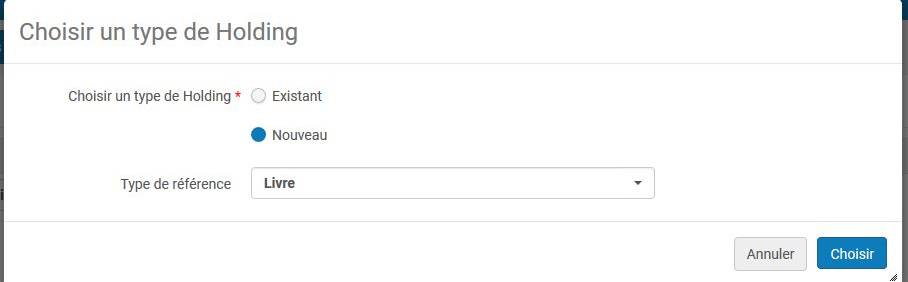 Choisir un type de Holding
Choisir un type de Holding * Existant
Nouveau
Type de référence Livre
Annuler Choisir